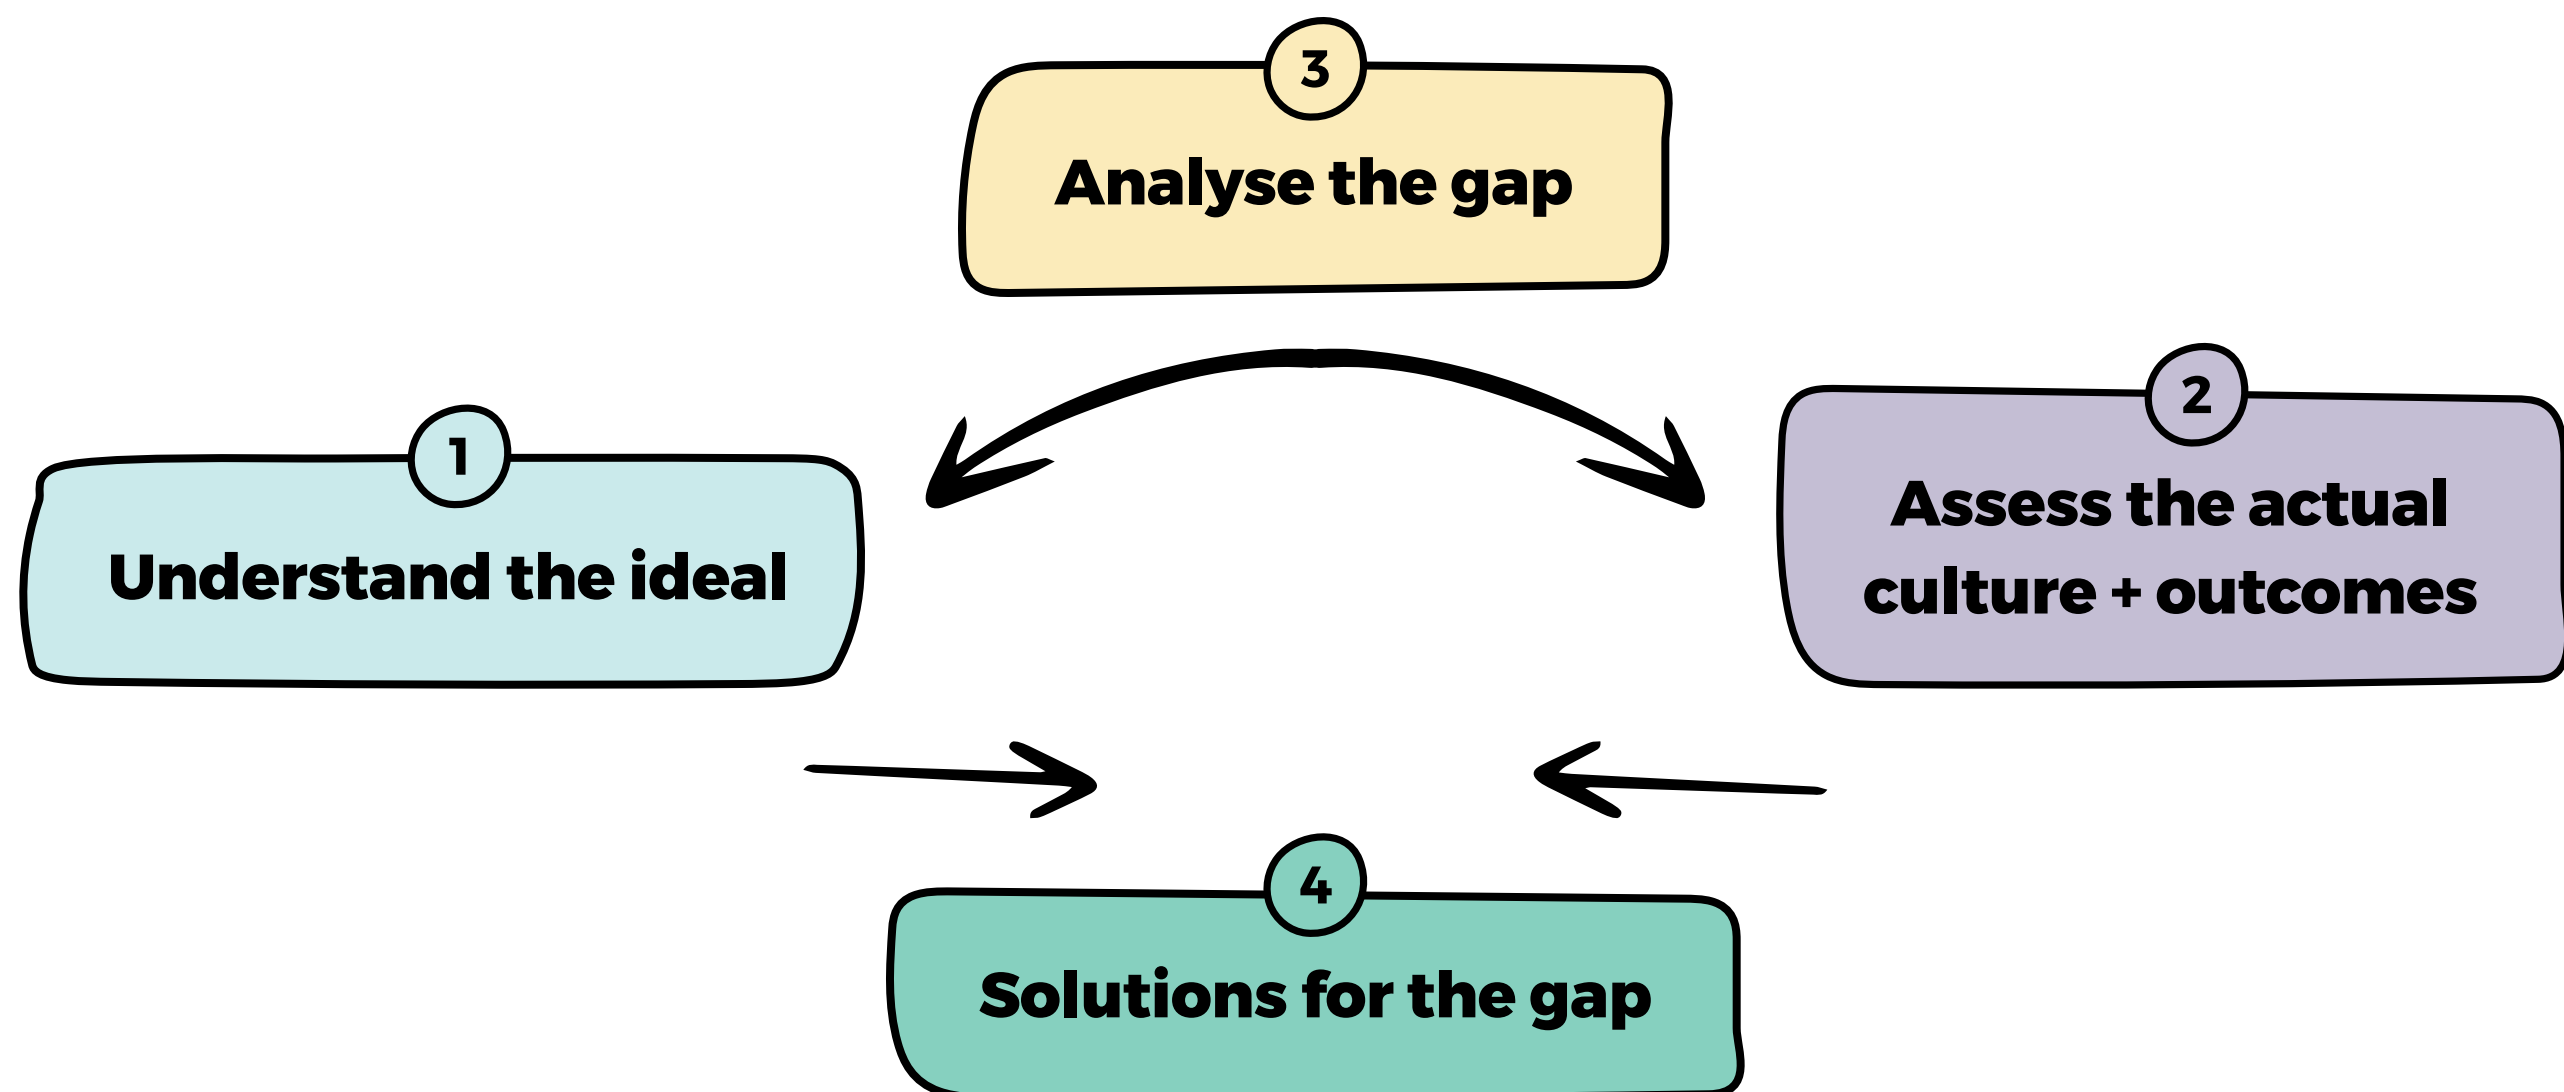 3
Analyse the gap
1
Understand the ideal
2
Assess the actual
culture + outcomes
4
Solutions for the gap